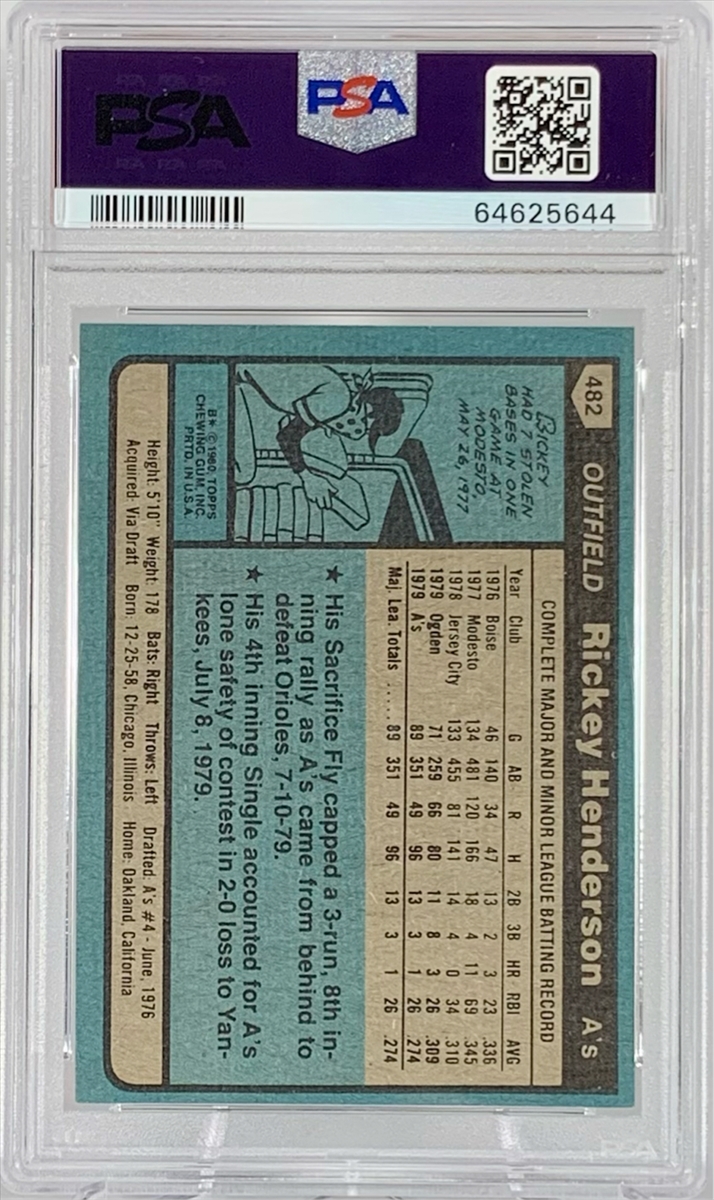 PSA
PSA
64625644
482
OUTFIELD Rickey Henderson A's
RICKEY
HAD 7 STOLEN
BASES IN ONE
GAME AT
MODESTO,
MAY 26, 1977
B* © 1980 TOPPS
CHEWING GUM, INC.
PRTD. IN U.S.A.
COMPLETE MAJOR AND MINOR LEAGUE BATTING RECORD
Year Club G AB R H 2B 3B HR RBI AVG
1976 Boise 46 140 34 47 13 2 3 23 .336
1977 Modesto 134 481 120 166 18 4 11 69 .345
1978 Jersey City 133 455 81 141 14 4 0 34 .310
1979 Ogden 71 259 66 80 11 8 3 26 .309
1979 A's 89 351 49 96 13 3 1 26 .274
Maj. Lea. Totals ...... 89 351 49 96 13 3 1 26 .274
★ His Sacrifice Fly capped a 3-run, 8th in-
ning rally as A's came from behind to
defeat Orioles, 7-10-79.
★ His 4th inning Single accounted for A's
lone safety of contest in 2-0 loss to Yan-
kees, July 8, 1979.
Height: 5'10" Weight: 178 Bats: Right Throws: Left Drafted: A's #4 - June, 1976
Acquired: Via Draft Born: 12-25-58, Chicago, Illinois Home: Oakland, California
PSA